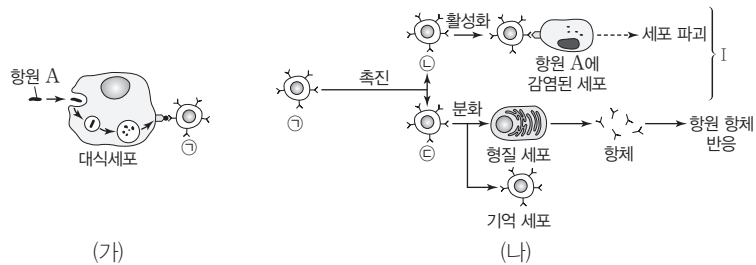 항원 A
대식세포
㉠
(가)
㉠
촉진
㉡
활성화
항원 A에
감염된 세포
세포 파괴
I
㉢
분화
형질 세포
항체
항원 항체
반응
기억 세포
(나)